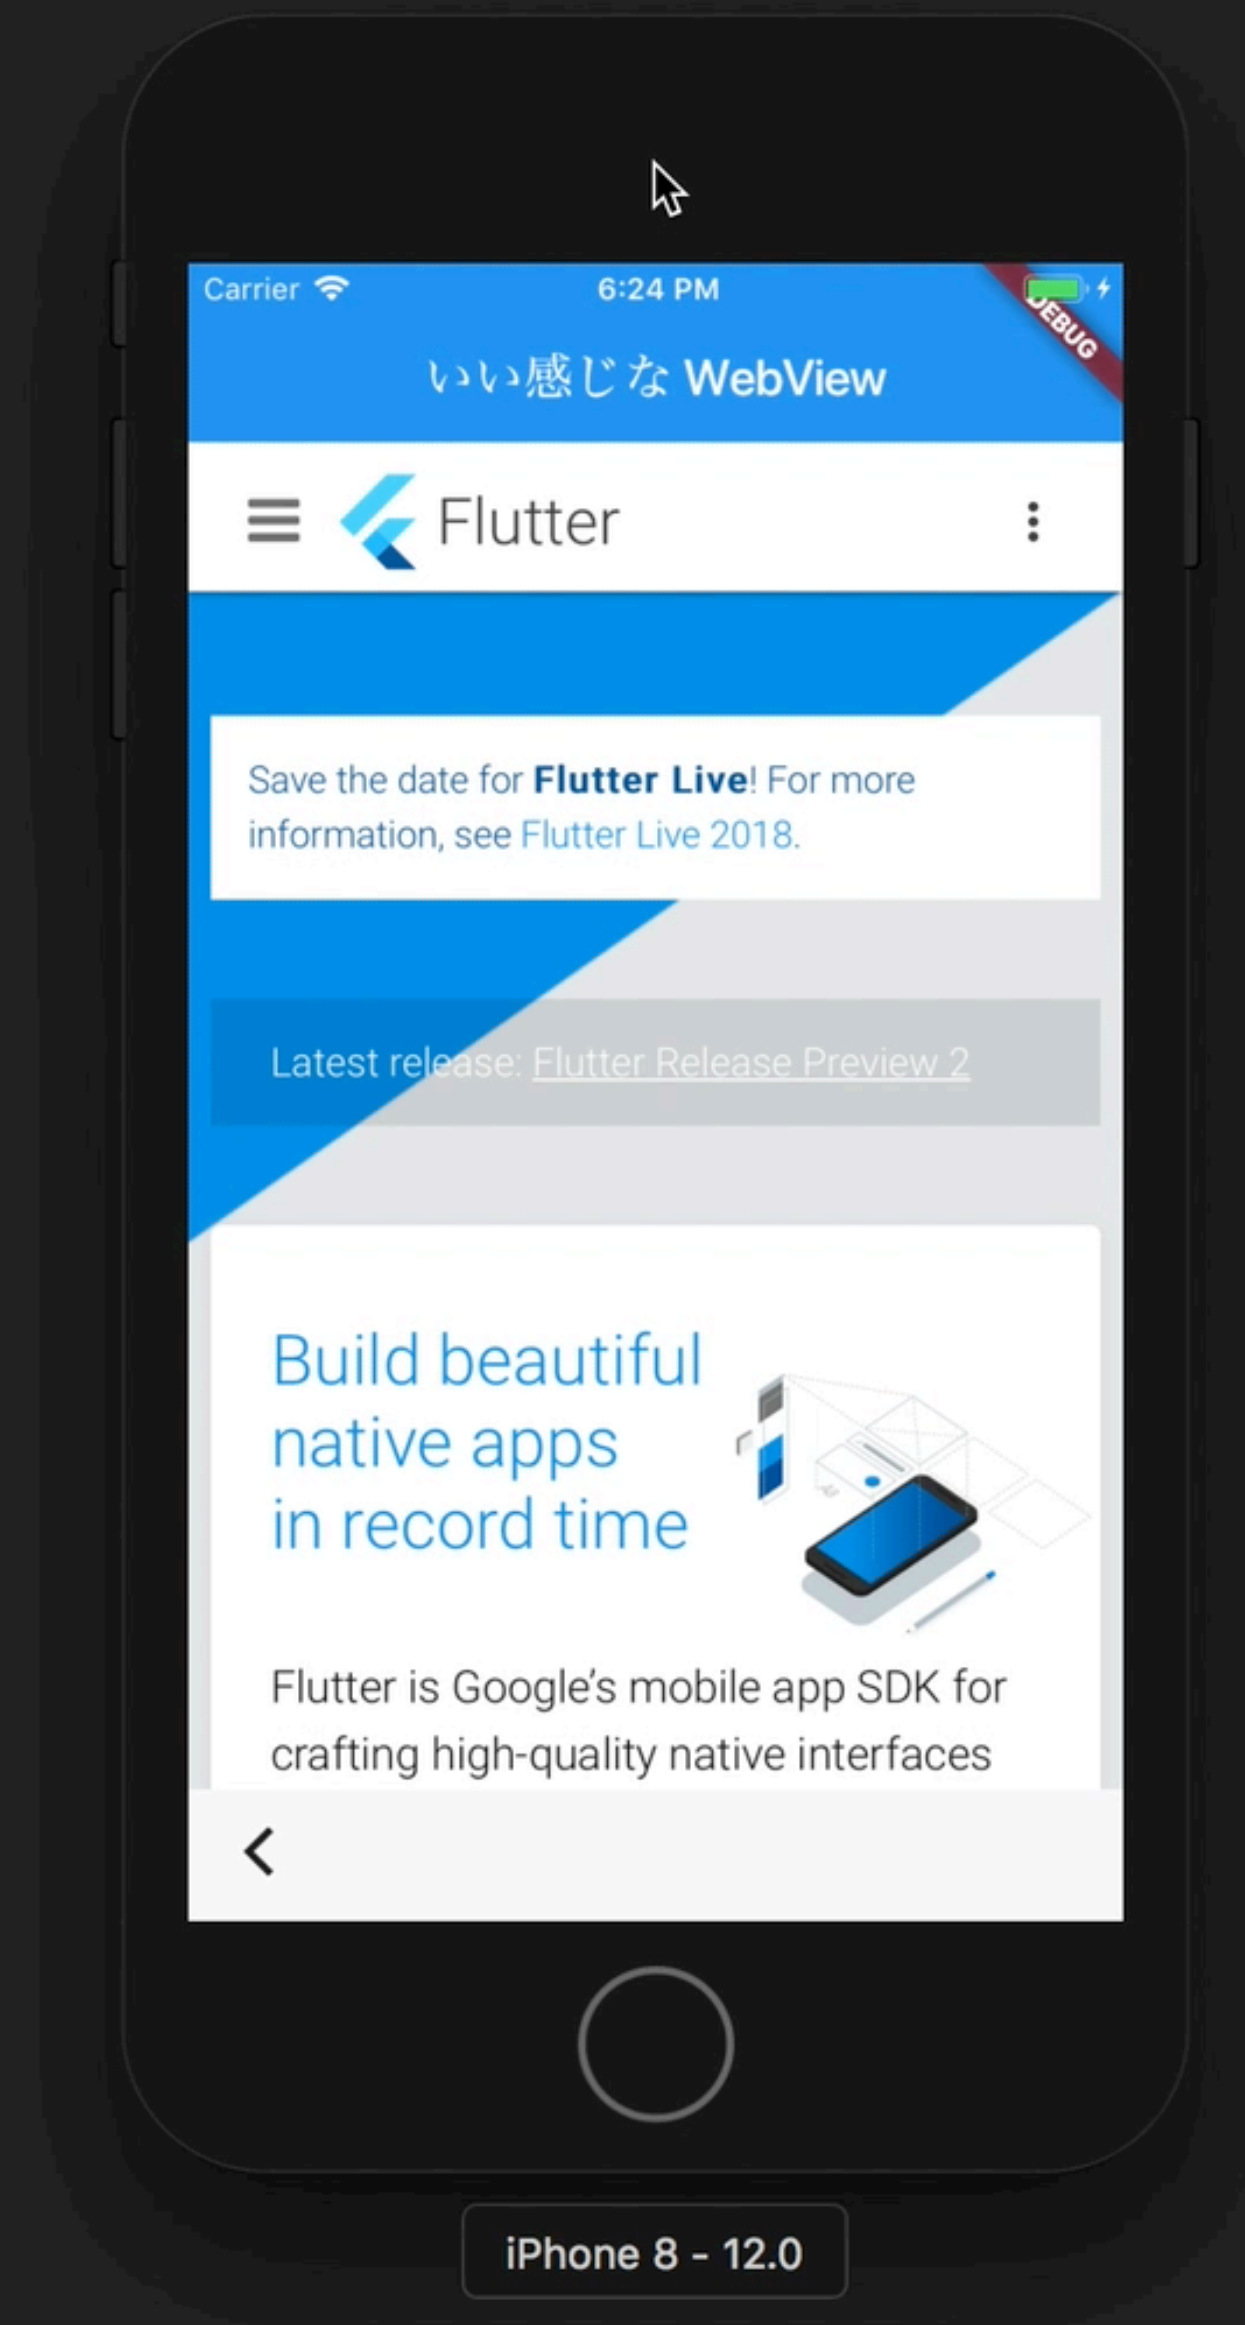 Carrier 6:24 PM
DEBUG
いい感じな WebView
Flutter
Save the date for Flutter Live! For more
information, see Flutter Live 2018.
Latest release: Flutter Release Preview 2
Build beautiful
native apps
in record time
Flutter is Google’s mobile app SDK for
crafting high-quality native interfaces
iPhone 8 - 12.0